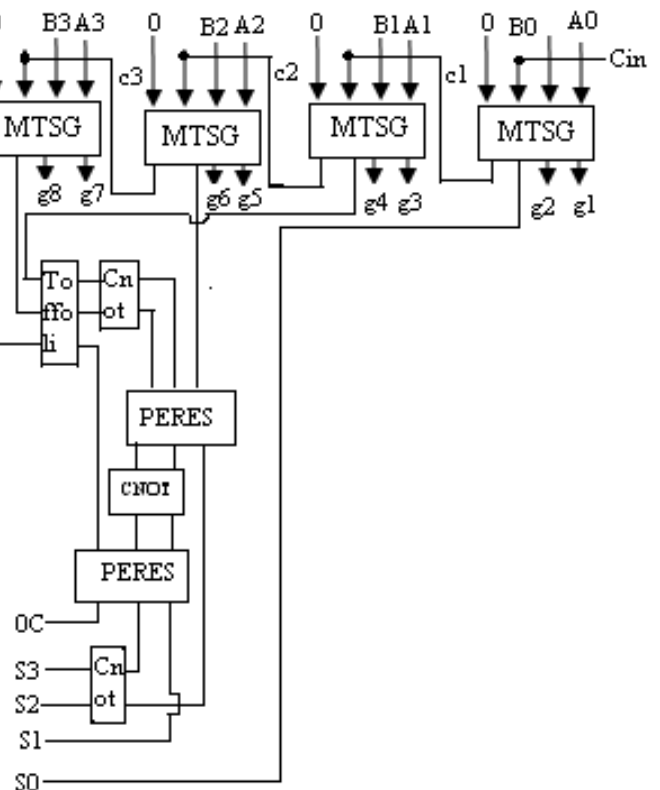 B3 A3 0 B2 A2 0 B1 A1 0 B0 A0
Cin
c3 c2 c1
MTSG MTSG MTSG MTSG
g8 g7 g6 g5 g4 g3 g2 g1
To Cn
ffo ot
li
PERES
CNOT
PERES
OC
S3 Cn
S2 ot
S1
S0